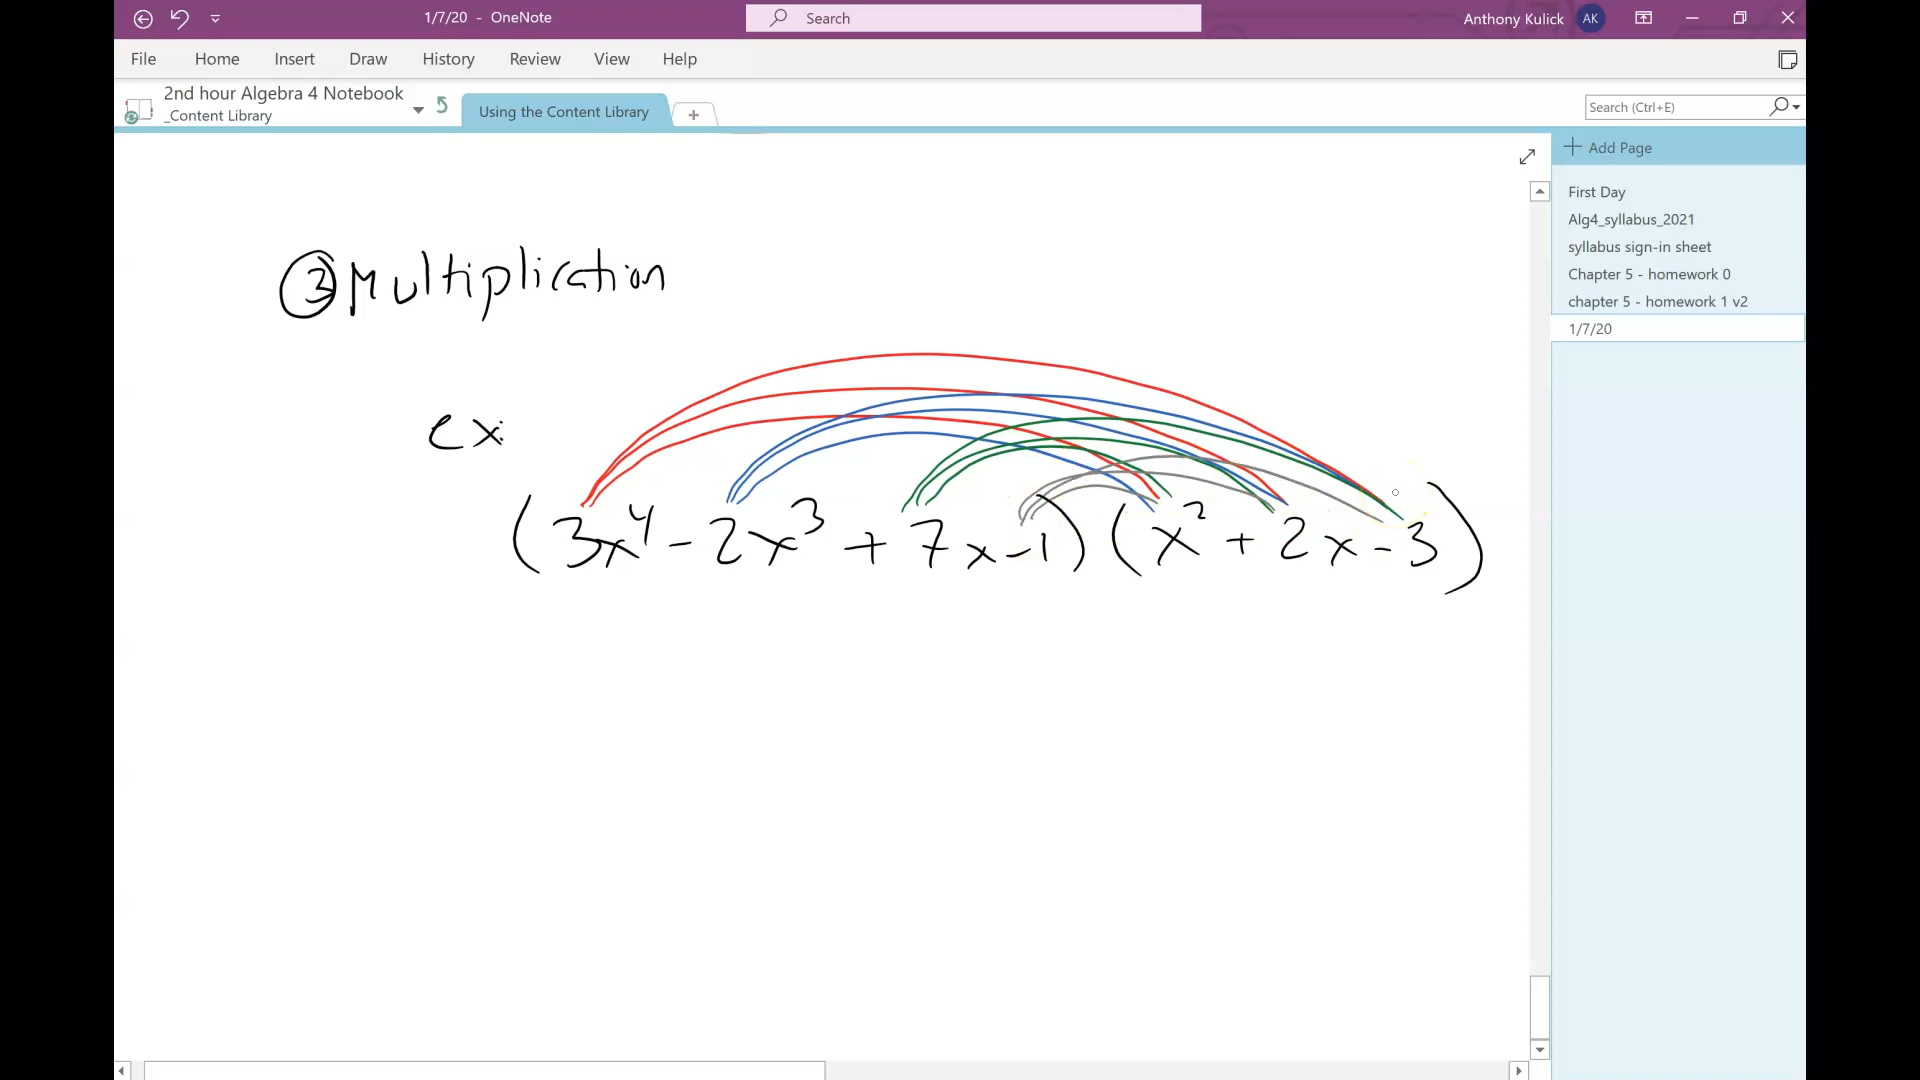 1/7/20 - OneNote
Search
Anthony Kulick AK
File Home Insert Draw History Review View Help
2nd hour Algebra 4 Notebook
_Content Library
Using the Content Library
Search (Ctrl+E)
Add Page
First Day
Alg4_syllabus_2021
syllabus sign-in sheet
Chapter 5 - homework 0
chapter 5 - homework 1 v2
1/7/20
③ Multiplication
ex:
(3x⁴ - 2x³ + 7x - 1)(x² + 2x - 3)